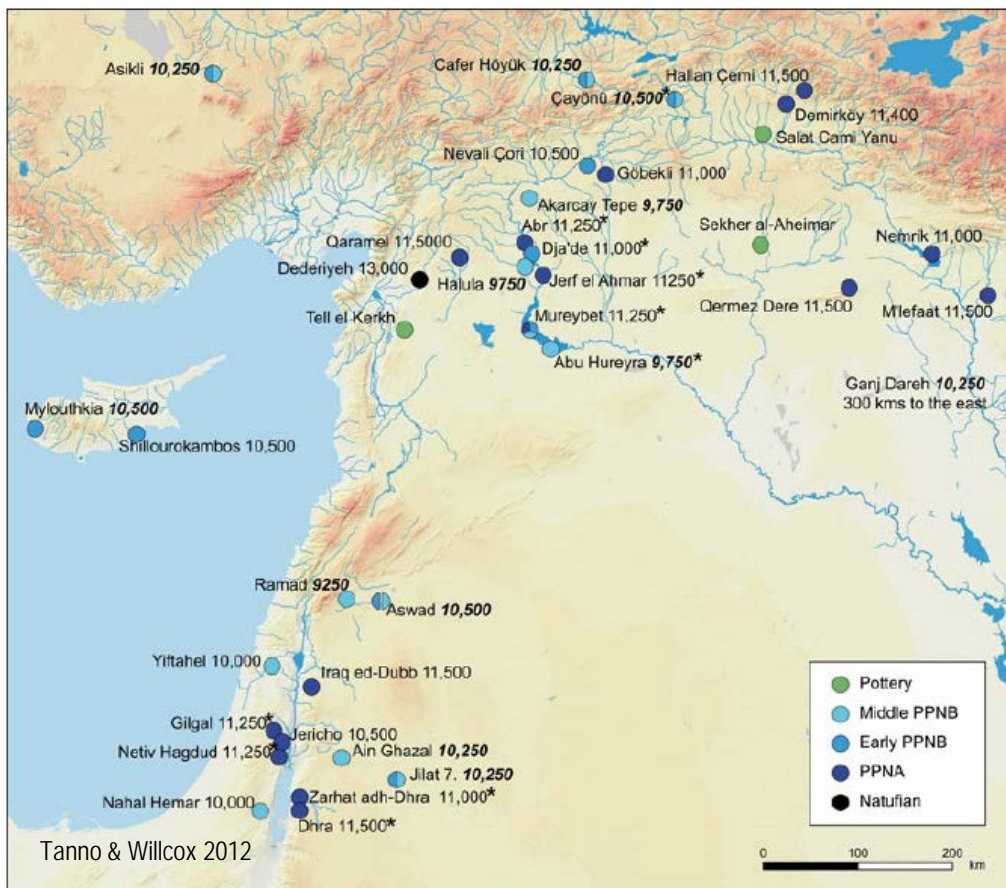 Asikli 10,250
Cafer Höyük 10,250
Hallan Çemi 11,500
Çayönü 10,500*
Demirköy 11,400
Salat Cami Yanu
Nevali Çori 10,500
Göbekli 11,000
Akarcay Tepe 9,750
Abr 11,250*
Sekher al-Aheimar
Qaramel 11,5000
Dja'de 11,000*
Nemrik 11,000
Dederiyeh 13,000
Halula 9750
Jerf el Ahmar 11250*
Qermez Dere 11,500
M'lefaat 11,500
Tell el Kerkh
Mureybet 11,250*
Abu Hureyra 9,750*
Ganj Dareh 10,250
300 kms to the east
Mylouthkia 10,500
Shillourokambos 10,500
Ramad 9250
Aswad 10,500
Yiftahel 10,000
Iraq ed-Dubb 11,500
Gilgal 11,250*
Jericho 10,500
Netiv Hagdud 11,250*
Ain Ghazal 10,250
Jilat 7. 10,250
Nahal Hemar 10,000
Zarhat adh-Dhra 11,000*
Dhra 11,500*
Pottery
Middle PPNB
Early PPNB
PPNA
Natufian
Tanno & Willcox 2012
0 100 200
km